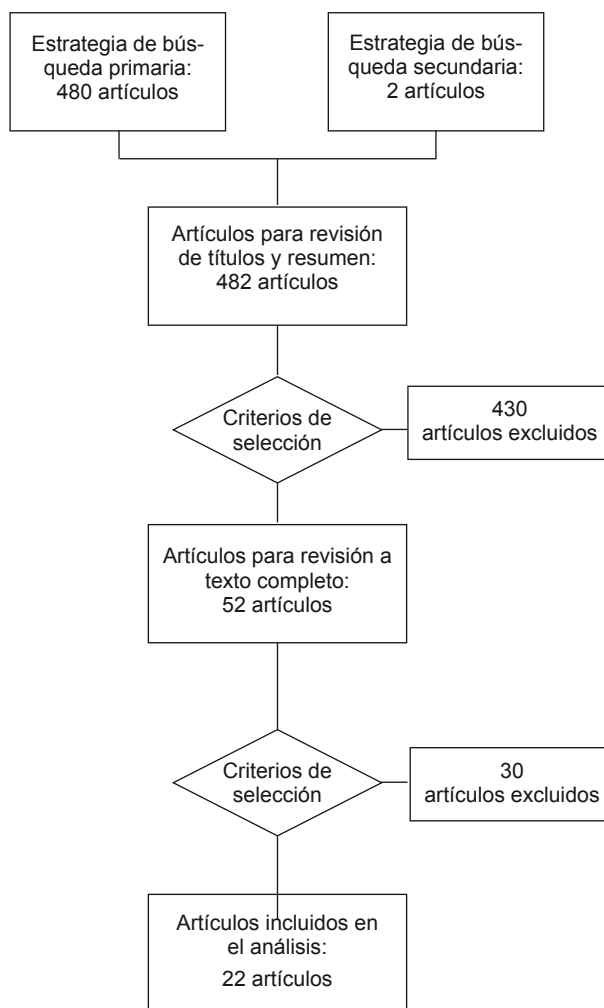 Estrategia de bús-
queda primaria:
480 artículos
Estrategia de bús-
queda secundaria:
2 artículos
Artículos para revisión
de títulos y resumen:
482 artículos
Criterios de
selección
430
artículos excluidos
Artículos para revisión a
texto completo:
52 artículos
Criterios de
selección
30
artículos excluidos
Artículos incluidos en
el análisis:
22 artículos